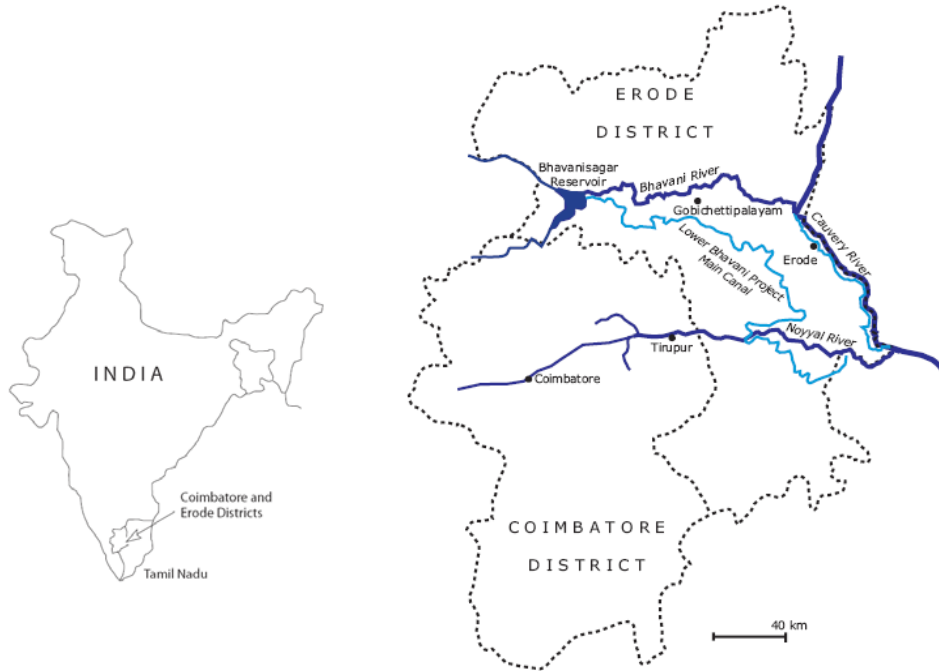 INDIA
Coimbatore and
Erode Districts
Tamil Nadu
ERODE
DISTRICT
Bhavanisagar
Reservoir
Bhavani River
Gobichettipalayam
Cauvery River
Erode
Lower Bhavani Project
Main Canal
Noyyal River
Tirupur
Coimbatore
COIMBATORE
DISTRICT
40 km